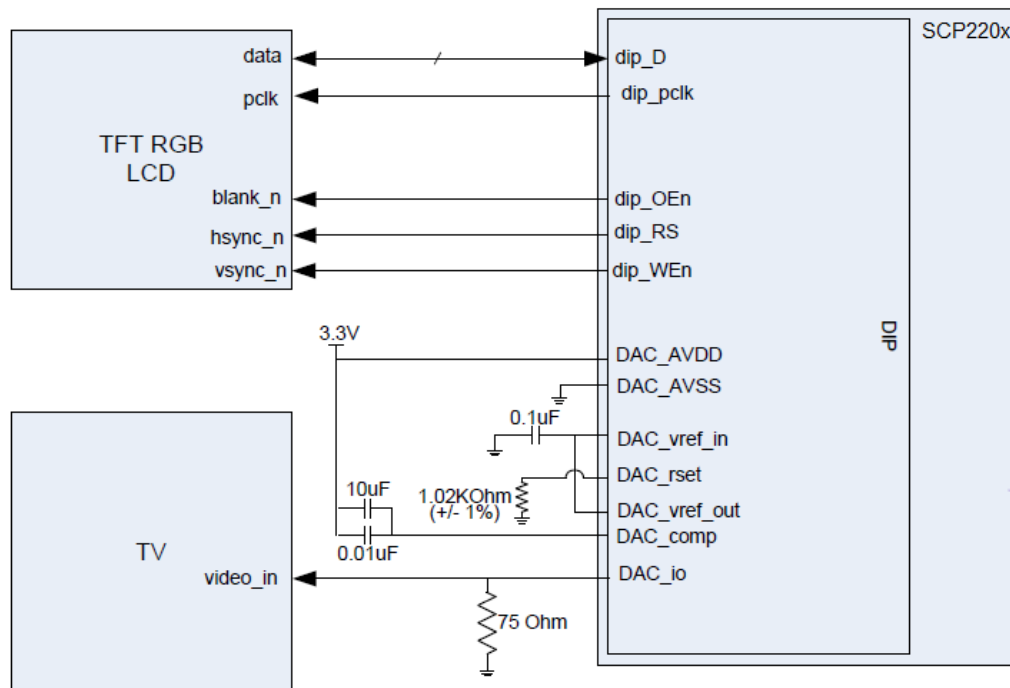 SCP220x
data
dip_D
pclk
dip_pclk
TFT RGB
LCD
blank_n
dip_OEn
hsync_n
dip_RS
vsync_n
dip_WEn
DIP
3.3V
DAC_AVDD
DAC_AVSS
0.1uF
DAC_vref_in
DAC_rset
10uF
1.02KOhm
(+/- 1%)
DAC_vref_out
DAC_comp
0.01uF
TV
video_in
DAC_io
75 Ohm